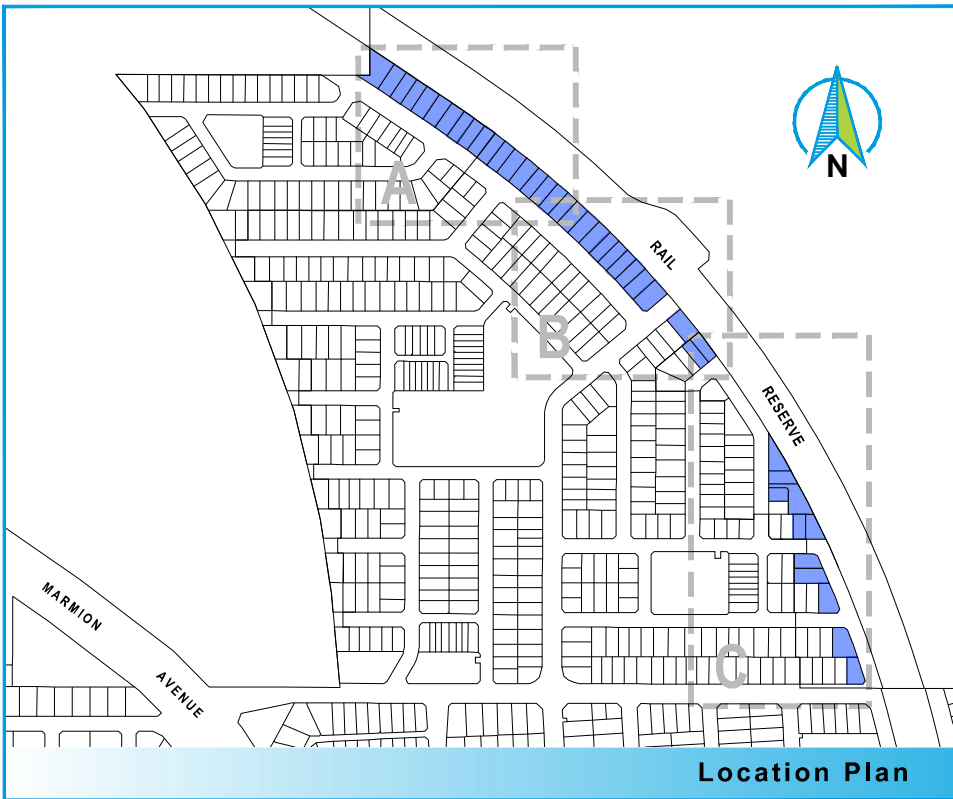 N
A
RAIL
B
RESERVE
MARMION
AVENUE
C
Location Plan